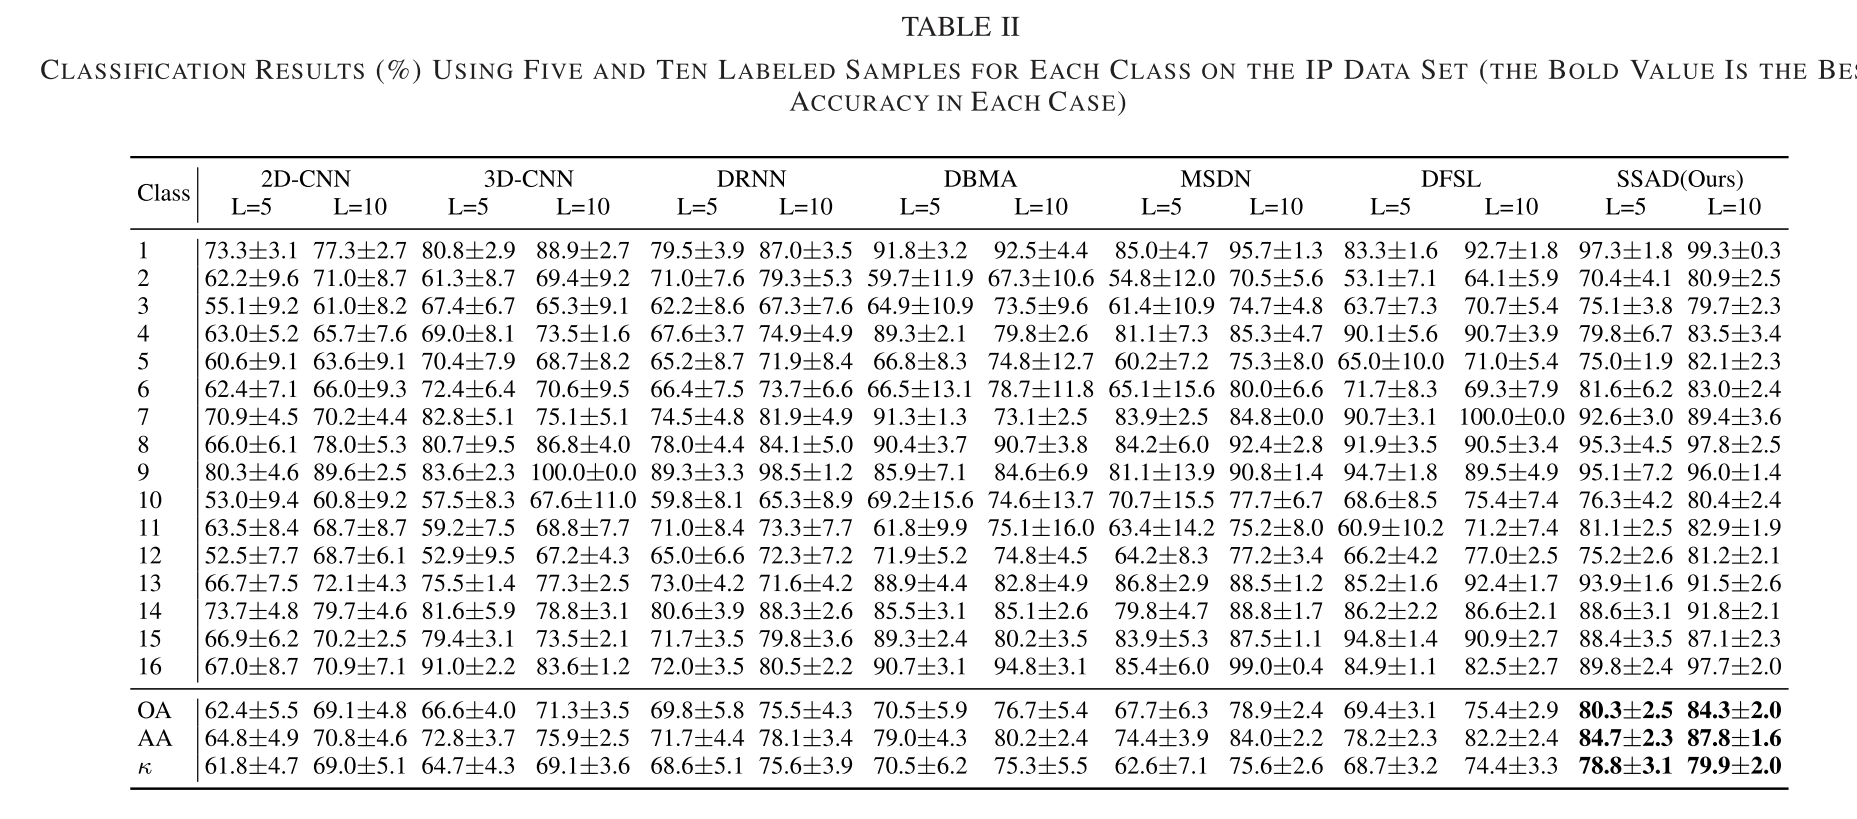 TABLE II
CLASSIFICATION RESULTS (%) USING FIVE AND TEN LABELED SAMPLES FOR EACH CLASS ON THE IP DATA SET (THE BOLD VALUE IS THE BES
ACCURACY IN EACH CASE)
Class 2D-CNN 3D-CNN DRNN DBMA MSDN DFSL SSAD(Ours)
L=5 L=10 L=5 L=10 L=5 L=10 L=5 L=10 L=5 L=10 L=5 L=10 L=5 L=10
1 73.3±3.1 77.3±2.7 80.8±2.9 88.9±2.7 79.5±3.9 87.0±3.5 91.8±3.2 92.5±4.4 85.0±4.7 95.7±1.3 83.3±1.6 92.7±1.8 97.3±1.8 99.3±0.3
2 62.2±9.6 71.0±8.7 61.3±8.7 69.4±9.2 71.0±7.6 79.3±5.3 59.7±11.9 67.3±10.6 54.8±12.0 70.5±5.6 53.1±7.1 64.1±5.9 70.4±4.1 80.9±2.5
3 55.1±9.2 61.0±8.2 67.4±6.7 65.3±9.1 62.2±8.6 67.3±7.6 64.9±10.9 73.5±9.6 61.4±10.9 74.7±4.8 63.7±7.3 70.7±5.4 75.1±3.8 79.7±2.3
4 63.0±5.2 65.7±7.6 69.0±8.1 73.5±1.6 67.6±3.7 74.9±4.9 89.3±2.1 79.8±2.6 81.1±7.3 85.3±4.7 90.1±5.6 90.7±3.9 79.8±6.7 83.5±3.4
5 60.6±9.1 63.6±9.1 70.4±7.9 68.7±8.2 65.2±8.7 71.9±8.4 66.8±8.3 74.8±12.7 60.2±7.2 75.3±8.0 65.0±10.0 71.0±5.4 75.0±1.9 82.1±2.3
6 62.4±7.1 66.0±9.3 72.4±6.4 70.6±9.5 66.4±7.5 73.7±6.6 66.5±13.1 78.7±11.8 65.1±15.6 80.0±6.6 71.7±8.3 69.3±7.9 81.6±6.2 83.0±2.4
7 70.9±4.5 70.2±4.4 82.8±5.1 75.1±5.1 74.5±4.8 81.9±4.9 91.3±1.3 73.1±2.5 83.9±2.5 84.8±0.0 90.7±3.1 100.0±0.0 92.6±3.0 89.4±3.6
8 66.0±6.1 78.0±5.3 80.7±9.5 86.8±4.0 78.0±4.4 84.1±5.0 90.4±3.7 90.7±3.8 84.2±6.0 92.4±2.8 91.9±3.5 90.5±3.4 95.3±4.5 97.8±2.5
9 80.3±4.6 89.6±2.5 83.6±2.3 100.0±0.0 89.3±3.3 98.5±1.2 85.9±7.1 84.6±6.9 81.1±13.9 90.8±1.4 94.7±1.8 89.5±4.9 95.1±7.2 96.0±1.4
10 53.0±9.4 60.8±9.2 57.5±8.3 67.6±11.0 59.8±8.1 65.3±8.9 69.2±15.6 74.6±13.7 70.7±15.5 77.7±6.7 68.6±8.5 75.4±7.4 76.3±4.2 80.4±2.4
11 63.5±8.4 68.7±8.7 59.2±7.5 68.8±7.7 71.0±8.4 73.3±7.7 61.8±9.9 75.1±16.0 63.4±14.2 75.2±8.0 60.9±10.2 71.2±7.4 81.1±2.5 82.9±1.9
12 52.5±7.7 68.7±6.1 52.9±9.5 67.2±4.3 65.0±6.6 72.3±7.2 71.9±5.2 74.8±4.5 64.2±8.3 77.2±3.4 66.2±4.2 77.0±2.5 75.2±2.6 81.2±2.1
13 66.7±7.5 72.1±4.3 75.5±1.4 77.3±2.5 73.0±4.2 71.6±4.2 88.9±4.4 82.8±4.9 86.8±2.9 88.5±1.2 85.2±1.6 92.4±1.7 93.9±1.6 91.5±2.6
14 73.7±4.8 79.7±4.6 81.6±5.9 78.8±3.1 80.6±3.9 88.3±2.6 85.5±3.1 85.1±2.6 79.8±4.7 88.8±1.7 86.2±2.2 86.6±2.1 88.6±3.1 91.8±2.1
15 66.9±6.2 70.2±2.5 79.4±3.1 73.5±2.1 71.7±3.5 79.8±3.6 89.3±2.4 80.2±3.5 83.9±5.3 87.5±1.1 94.8±1.4 90.9±2.7 88.4±3.5 87.1±2.3
16 67.0±8.7 70.9±7.1 91.0±2.2 83.6±1.2 72.0±3.5 80.5±2.2 90.7±3.1 94.8±3.1 85.4±6.0 99.0±0.4 84.9±1.1 82.5±2.7 89.8±2.4 97.7±2.0
OA 62.4±5.5 69.1±4.8 66.6±4.0 71.3±3.5 69.8±5.8 75.5±4.3 70.5±5.9 76.7±5.4 67.7±6.3 78.9±2.4 69.4±3.1 75.4±2.9 80.3±2.5 84.3±2.0
AA 64.8±4.9 70.8±4.6 72.8±3.7 75.9±2.5 71.7±4.4 78.1±3.4 79.0±4.3 80.2±2.4 74.4±3.9 84.0±2.2 78.2±2.3 82.2±2.4 84.7±2.3 87.8±1.6
κ 61.8±4.7 69.0±5.1 64.7±4.3 69.1±3.6 68.6±5.1 75.6±3.9 70.5±6.2 75.3±5.5 62.6±7.1 75.6±2.6 68.7±3.2 74.4±3.3 78.8±3.1 79.9±2.0